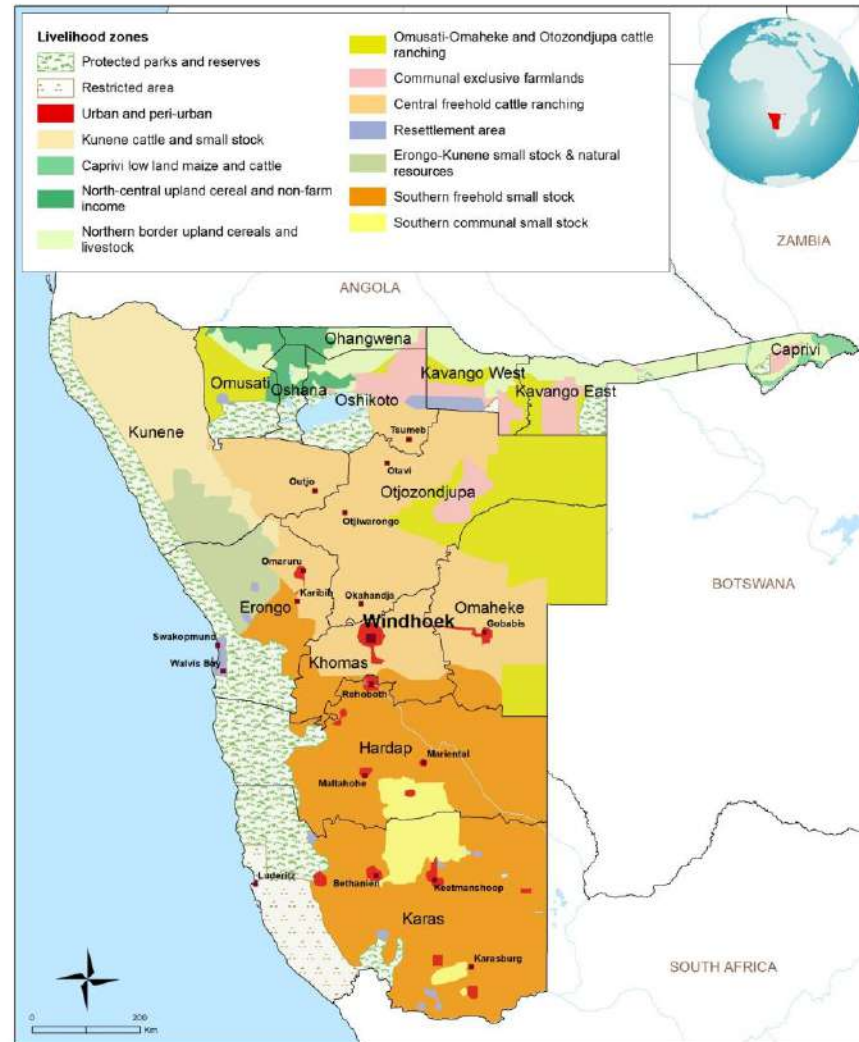 Livelihood zones
Protected parks and reserves
Restricted area
Urban and peri-urban
Kunene cattle and small stock
Caprivi low land maize and cattle
North-central upland cereal and non-farm
income
Northern border upland cereals and
livestock
Omusati-Omaheke and Otozondjupa cattle
ranching
Communal exclusive farmlands
Central freehold cattle ranching
Resettlement area
Erongo-Kunene small stock & natural
resources
Southern freehold small stock
Southern communal small stock
ZAMBIA
ANGOLA
Ohangwena
Caprivi
Omusati
Oshana
Kavango West
Kavango East
Oshikoto
Kunene
Tsumeb
Otavi
Outjo
Otjozondjupa
Otjiwarongo
BOTSWANA
Omaruru
Karibib
Okahandja
Erongo
Omaheke
Windhoek
Gobabis
Swakopmund
Walvis Bay
Khomas
Rehoboth
Hardap
Mariental
Maltahohe
Luderitz
Bethanien
Keetmanshoop
Karas
Karasburg
SOUTH AFRICA
0 200
Km